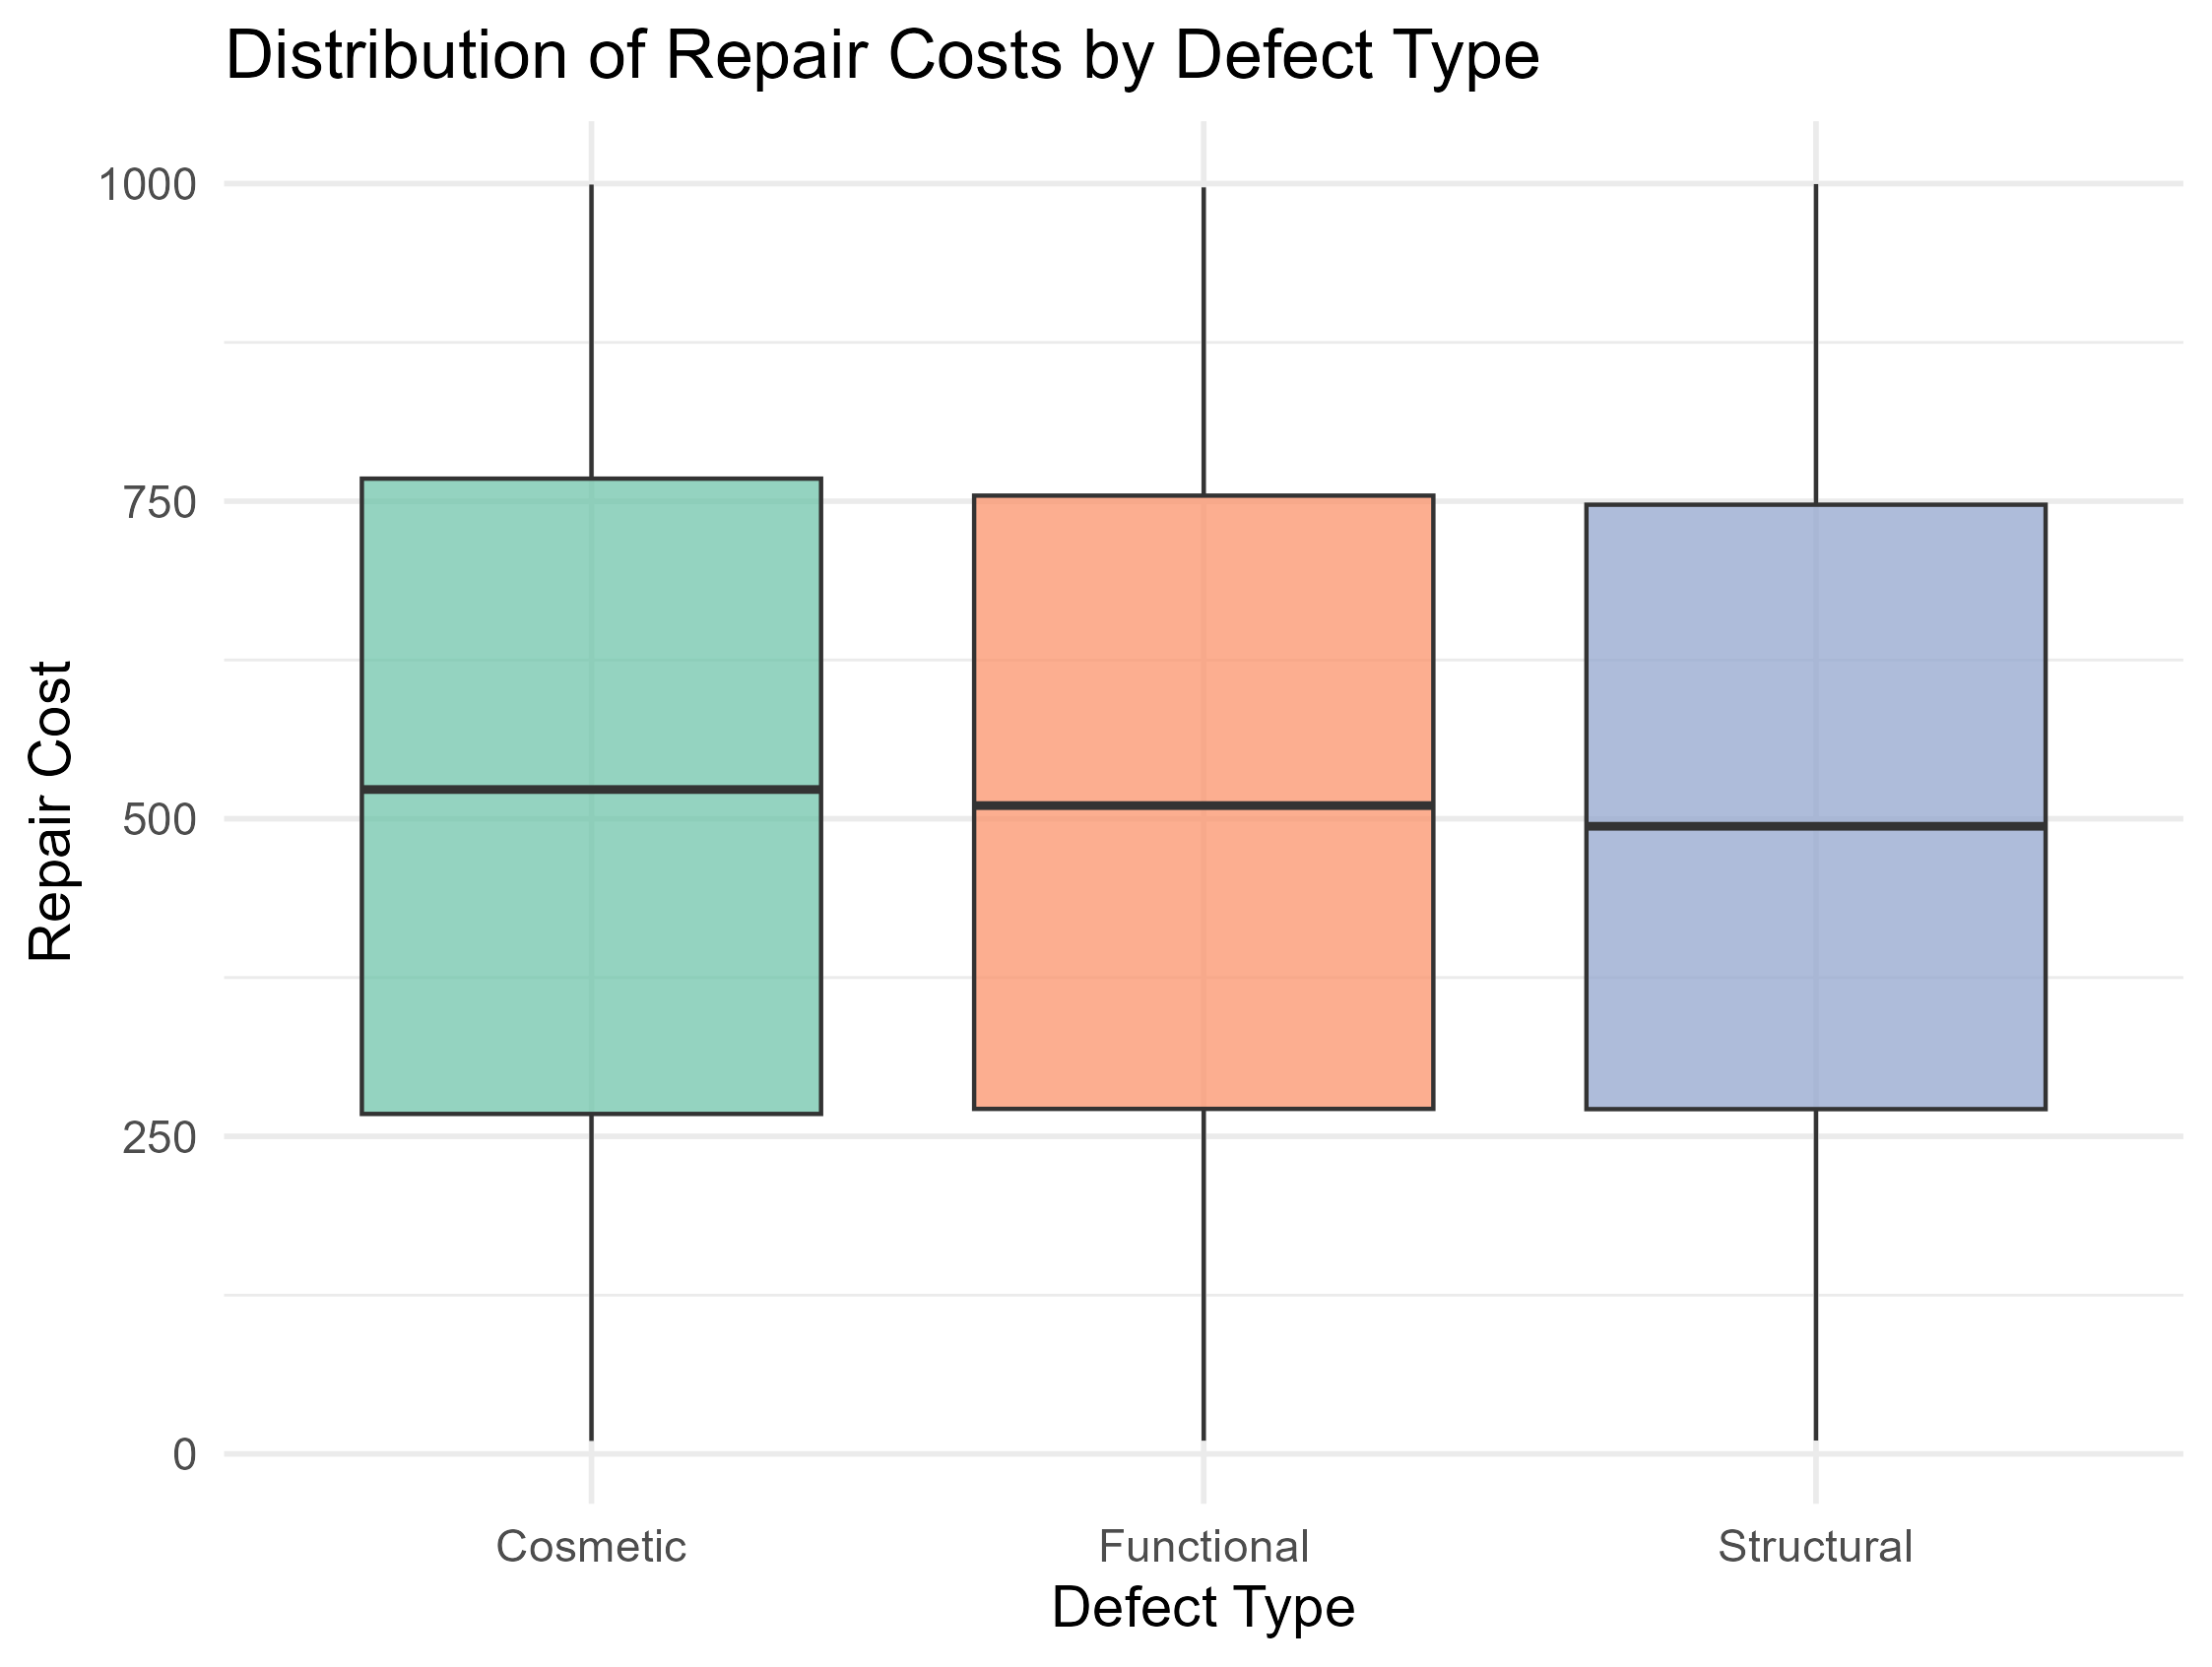 Distribution of Repair Costs by Defect Type
1000
750
500
250
0
Repair Cost
Cosmetic
Functional
Structural
Defect Type